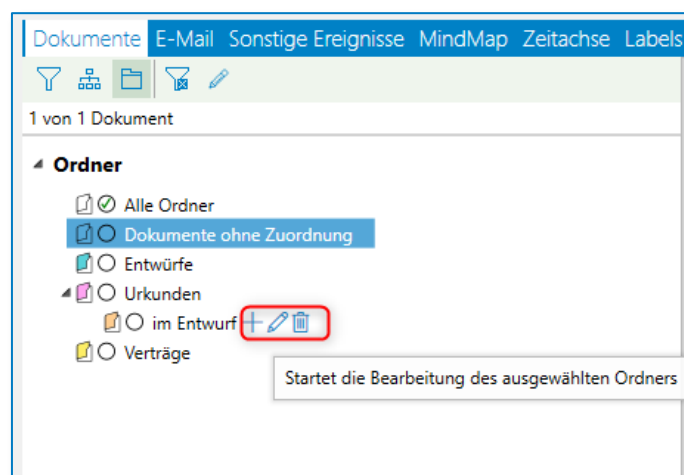 Dokumente E-Mail Sonstige Ereignisse MindMap Zeitachse Labels
1 von 1 Dokument
Ordner
Alle Ordner
Dokumente ohne Zuordnung
Entwürfe
Urkunden
im Entwurf
Verträge
Startet die Bearbeitung des ausgewählten Ordners